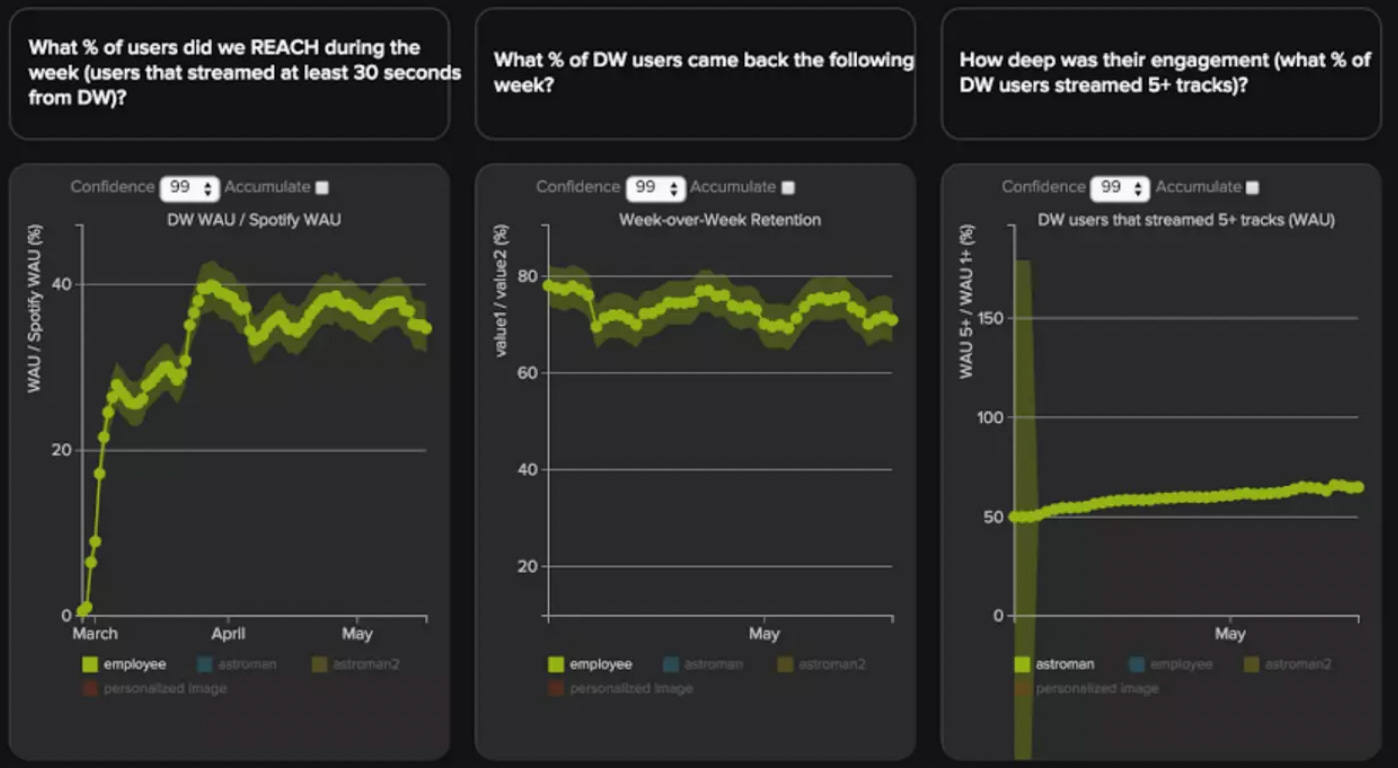 What % of users did we REACH during the
week (users that streamed at least 30 seconds
from DW)?
What % of DW users came back the following
week?
How deep was their engagement (what % of
DW users streamed 5+ tracks)?
Confidence 99 Accumulate
DW WAU / Spotify WAU
WAU / Spotify WAU (%)
40
20
0
March April May
employee astroman astroman2
personalized image
Confidence 99 Accumulate
Week-over-Week Retention
value1 / value2 (%)
80
60
40
20
May
employee astroman astroman2
personalized image
Confidence 99 Accumulate
DW users that streamed 5+ tracks (WAU)
WAU 5+ / WAU 1+ (%)
150
100
50
0
May
astroman employee astroman2
personalized image